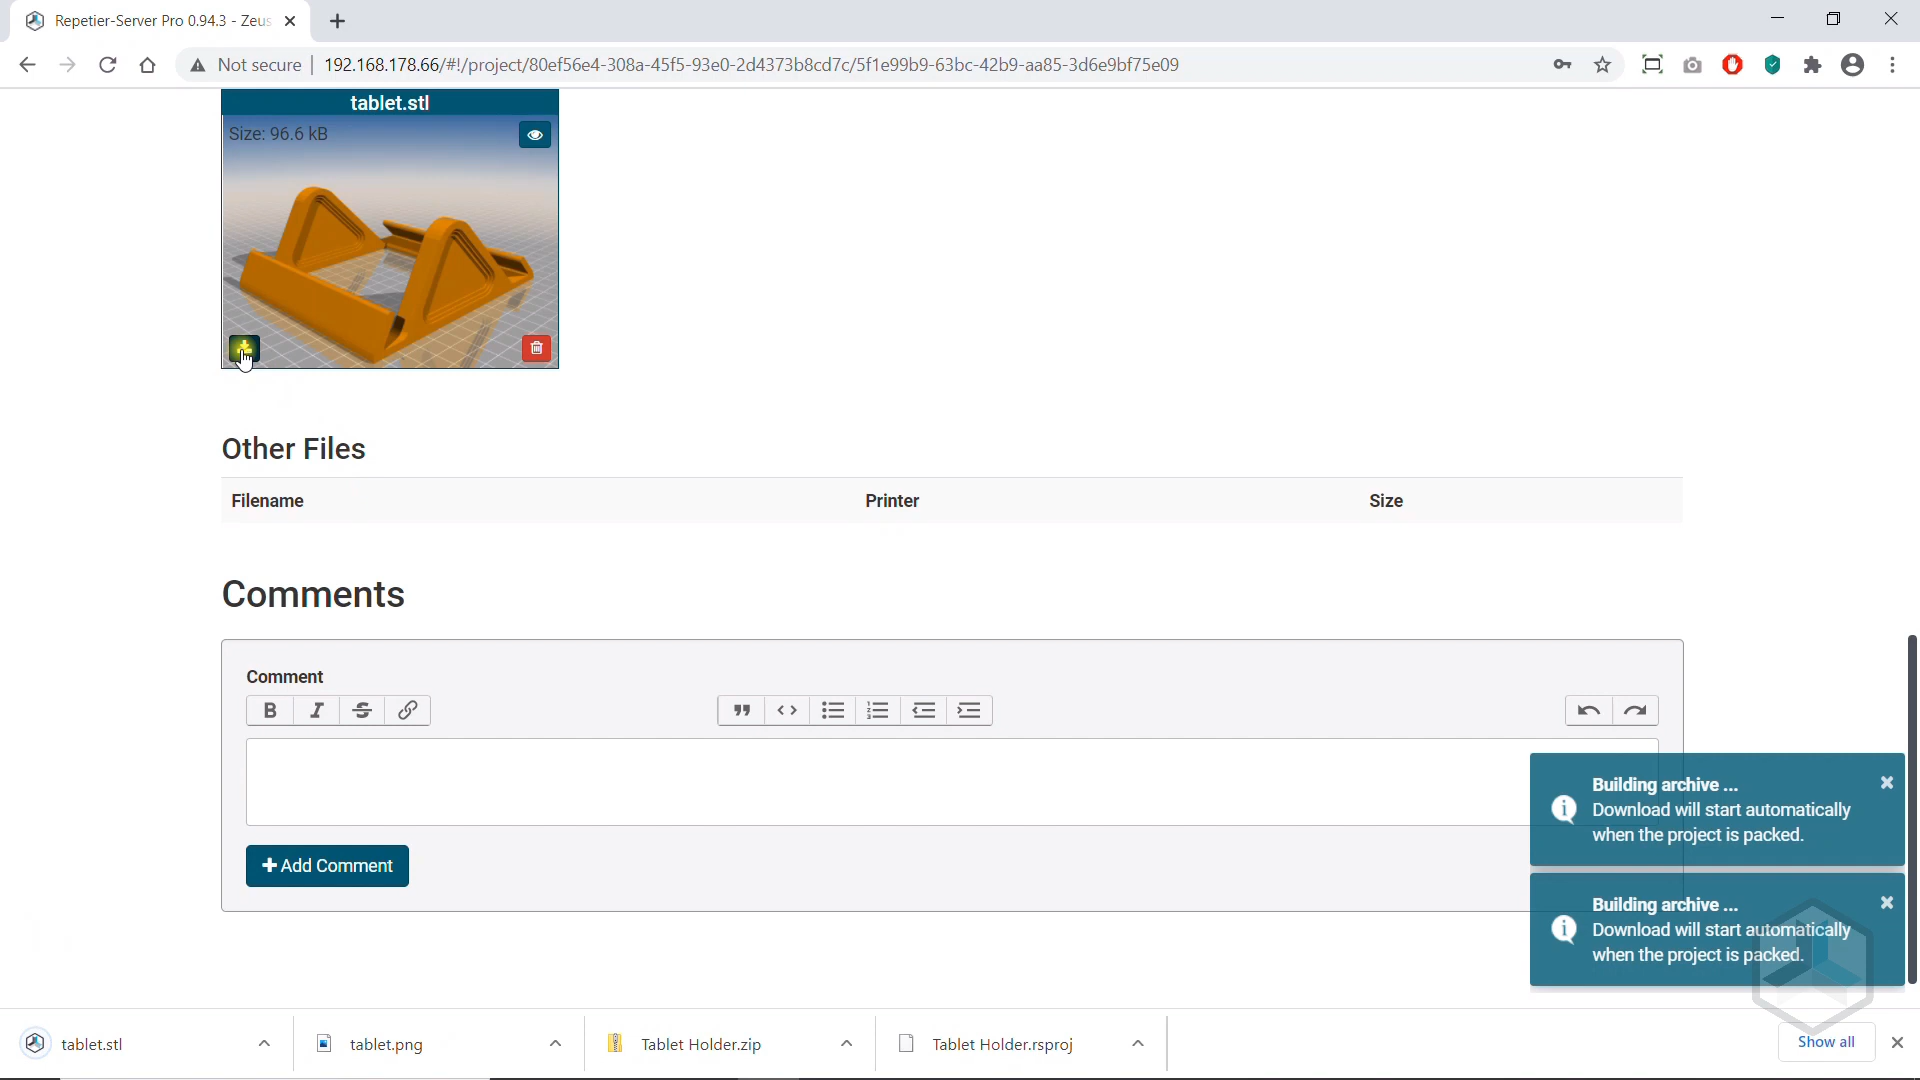 Repetier-Server Pro 0.94.3 - Zeus
Not secure
192.168.178.66/#!/project/80ef56e4-308a-45f5-93e0-2d4373b8cd7c/5f1e99b9-63bc-42b9-aa85-3d6e9bf75e09
tablet.stl
Size: 96.6 kB
Other Files
Filename Printer Size
Comments
Comment
Building archive ...
Download will start automatically
when the project is packed.
+ Add Comment
Building archive ...
Download will start automatically
when the project is packed.
tablet.stl tablet.png Tablet Holder.zip Tablet Holder.rsproj Show all